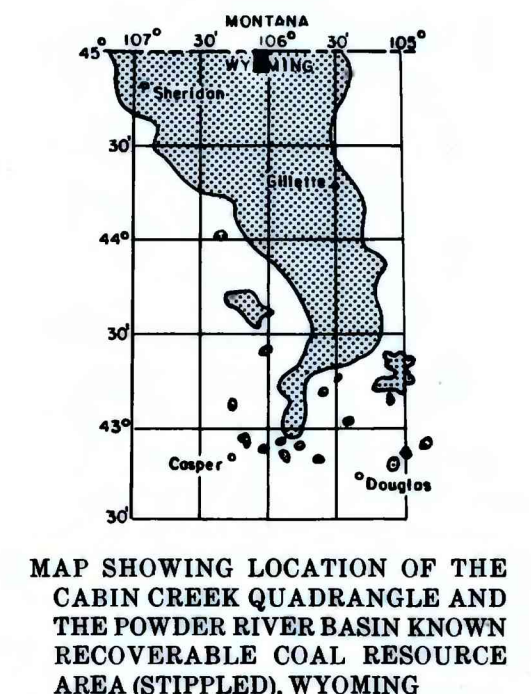 MONTANA
107° 30' 106° 30' 105°
45°
WYOMING
Sheridan
30'
Gillette
44°
30'
43°
Casper
Douglas
30'
MAP SHOWING LOCATION OF THE
CABIN CREEK QUADRANGLE AND
THE POWDER RIVER BASIN KNOWN
RECOVERABLE COAL RESOURCE
AREA (STIPPLED), WYOMING